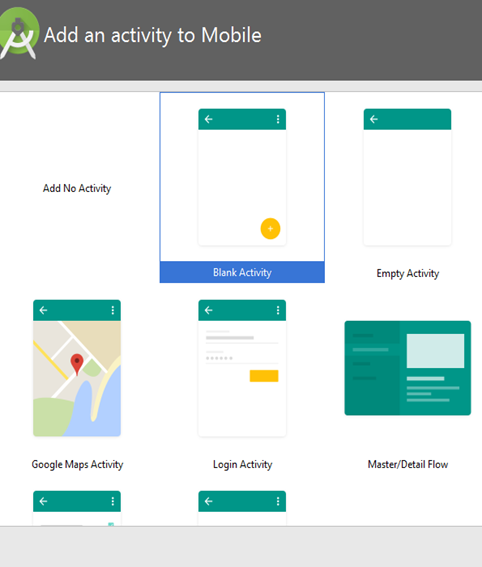 Add an activity to Mobile
Add No Activity
Blank Activity
Empty Activity
Google Maps Activity
Login Activity
Master/Detail Flow